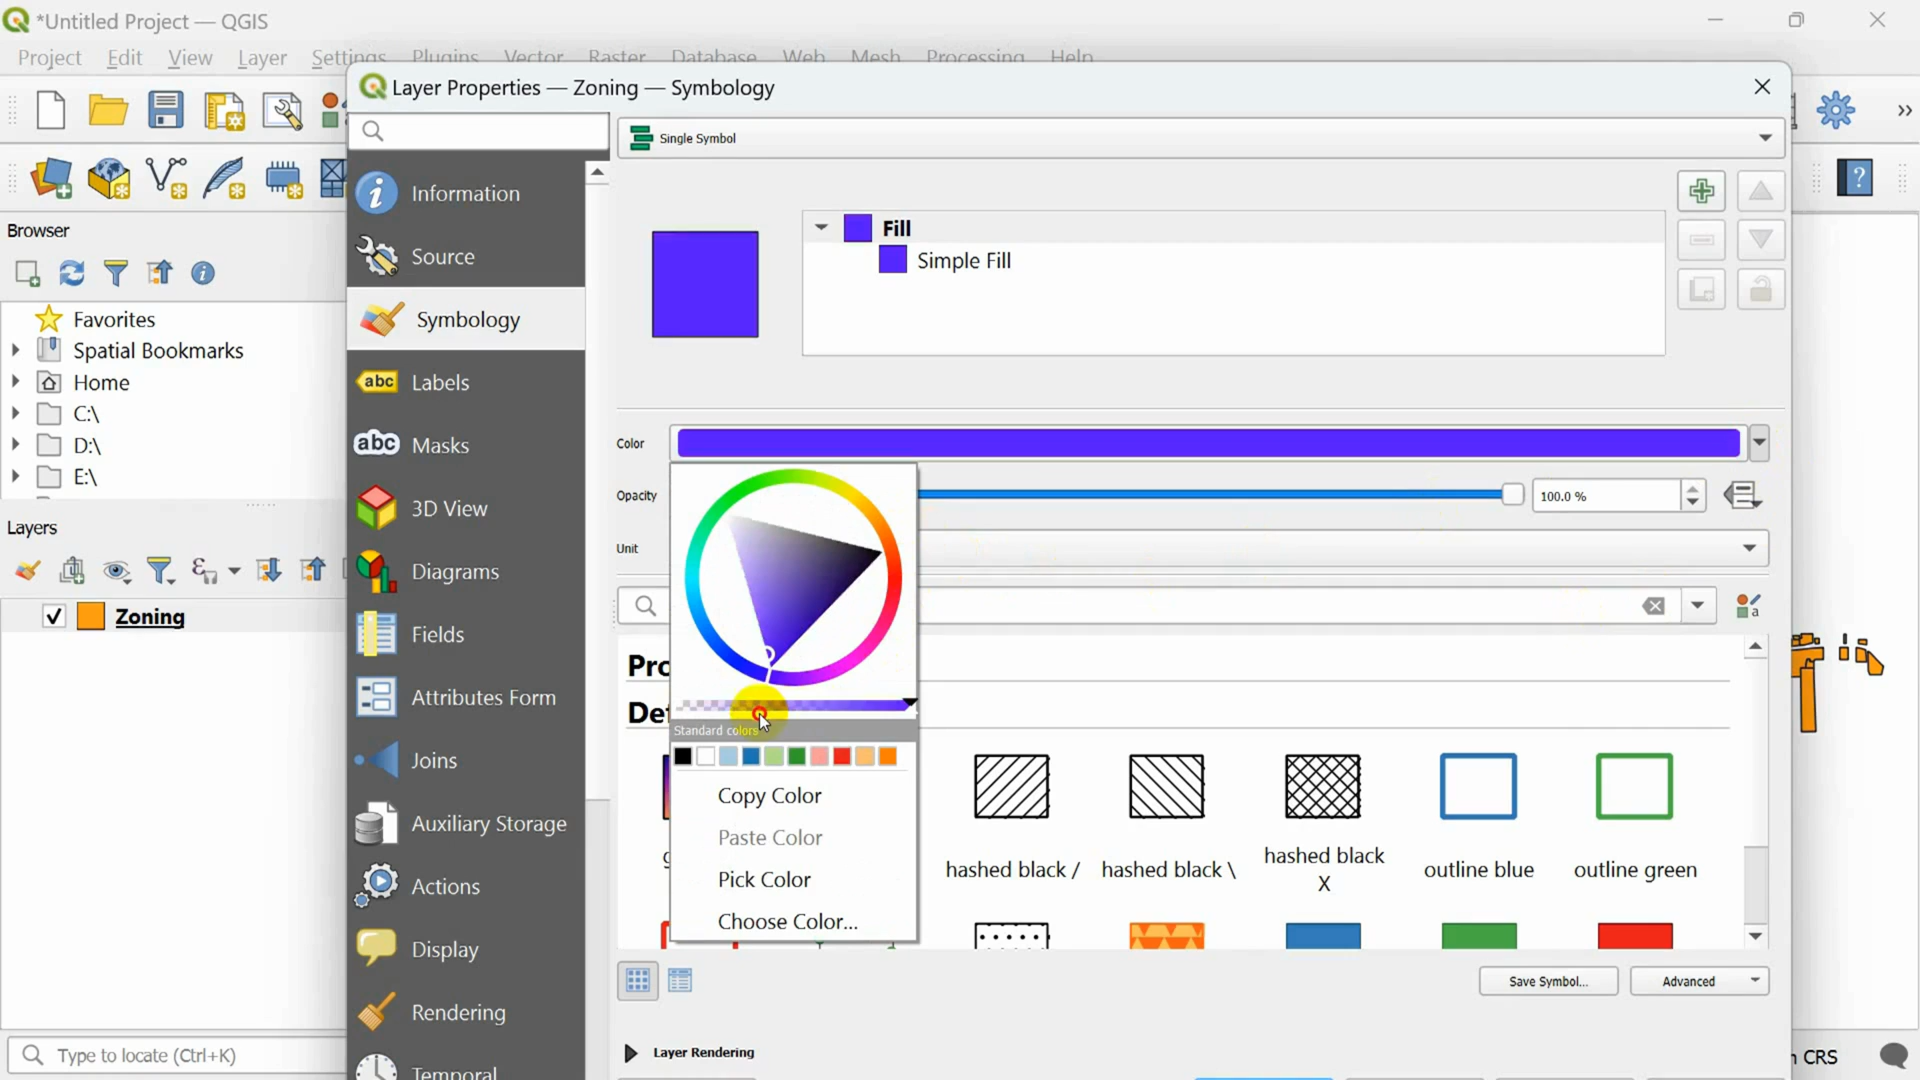 *Untitled Project — QGIS
Project Edit View Layer Settings Plugins Vector Raster Database Web Mesh Processing Help
Layer Properties — Zoning — Symbology
Single Symbol
Information
Source
Symbology
Labels
Masks
3D View
Diagrams
Fields
Attributes Form
Joins
Auxiliary Storage
Actions
Display
Rendering
Temporal
Browser
Favorites
Spatial Bookmarks
Home
C:\
D:\
E:\
Layers
Zoning
Type to locate (Ctrl+K)
Fill
Simple Fill
Color
Opacity
100.0 %
Unit
Standard colors
Copy Color
Paste Color
Pick Color
Choose Color...
hashed black /
hashed black \
hashed black
X
outline blue
outline green
Save Symbol...
Advanced
Layer Rendering
CRS